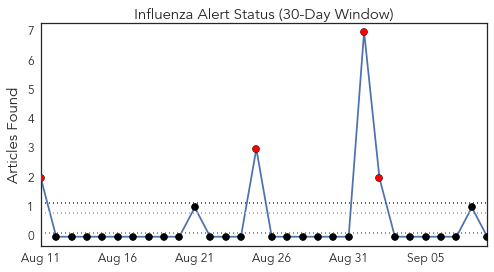 Influenza Alert Status (30-Day Window)
Articles Found
7
6
5
4
3
2
1
0
Aug 11 Aug 16 Aug 21 Aug 26 Aug 31 Sep 05